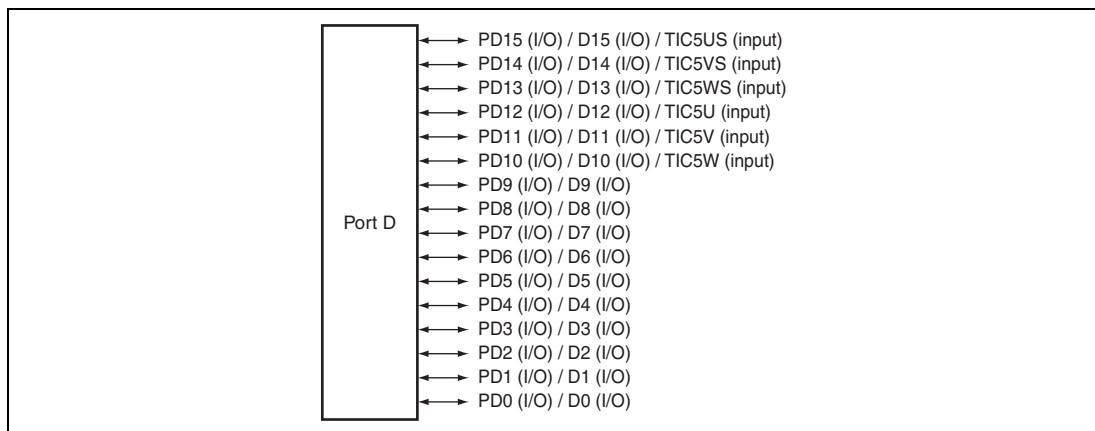 PD15 (I/O) / D15 (I/O) / TIC5US (input)
PD14 (I/O) / D14 (I/O) / TIC5VS (input)
PD13 (I/O) / D13 (I/O) / TIC5WS (input)
PD12 (I/O) / D12 (I/O) / TIC5U (input)
PD11 (I/O) / D11 (I/O) / TIC5V (input)
PD10 (I/O) / D10 (I/O) / TIC5W (input)
PD9 (I/O) / D9 (I/O)
PD8 (I/O) / D8 (I/O)
Port D
PD7 (I/O) / D7 (I/O)
PD6 (I/O) / D6 (I/O)
PD5 (I/O) / D5 (I/O)
PD4 (I/O) / D4 (I/O)
PD3 (I/O) / D3 (I/O)
PD2 (I/O) / D2 (I/O)
PD1 (I/O) / D1 (I/O)
PD0 (I/O) / D0 (I/O)